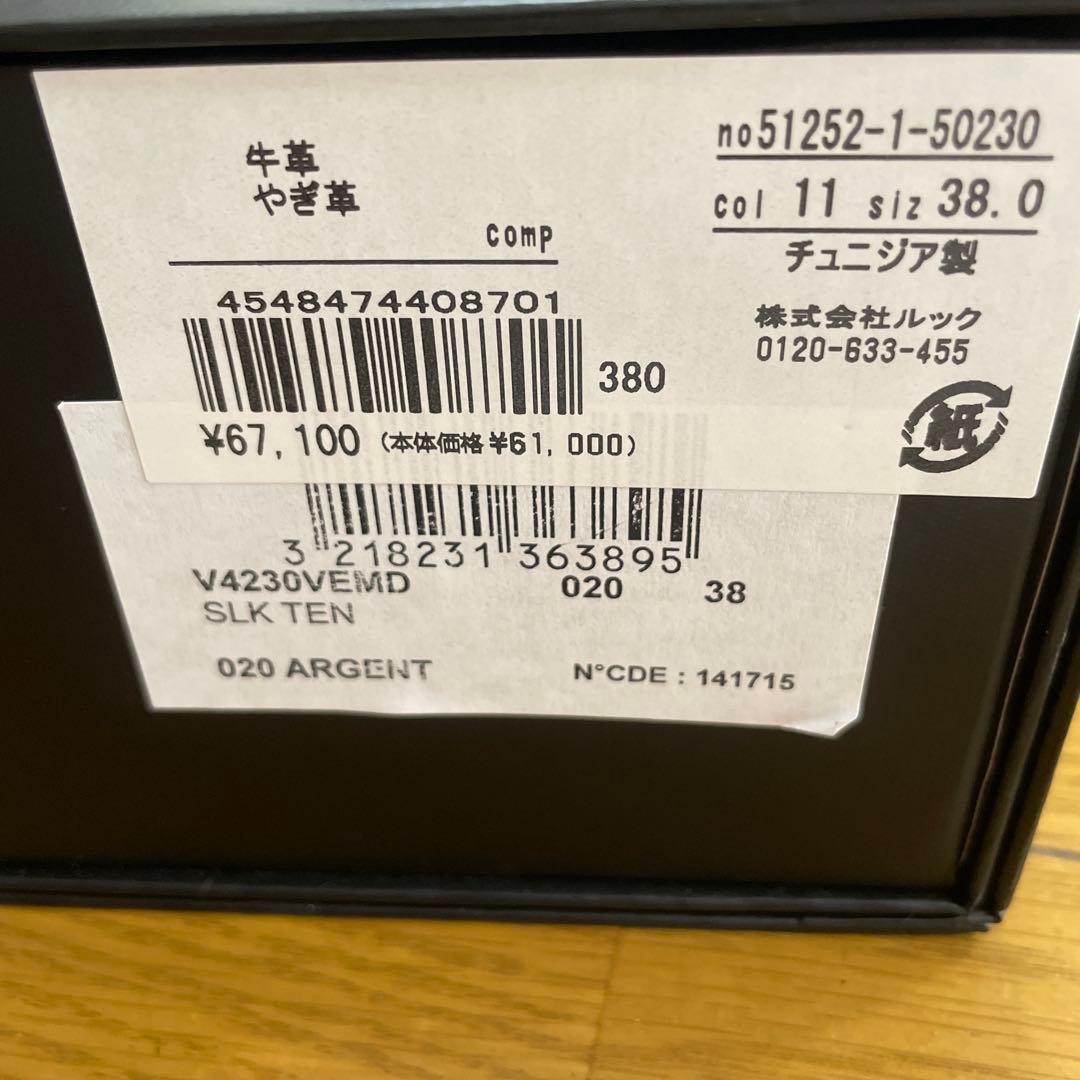 牛革
やぎ革
comp
4548474408701
380
¥67,100 (本体価格¥61,000)
no51252-1-50230
col 11 siz 38.0
チュニジア製
株式会社ルック
0120-633-455
紙
3 218231 363895
V4230VEMD 020 38
SLK TEN
020 ARGENT N°CDE : 141715